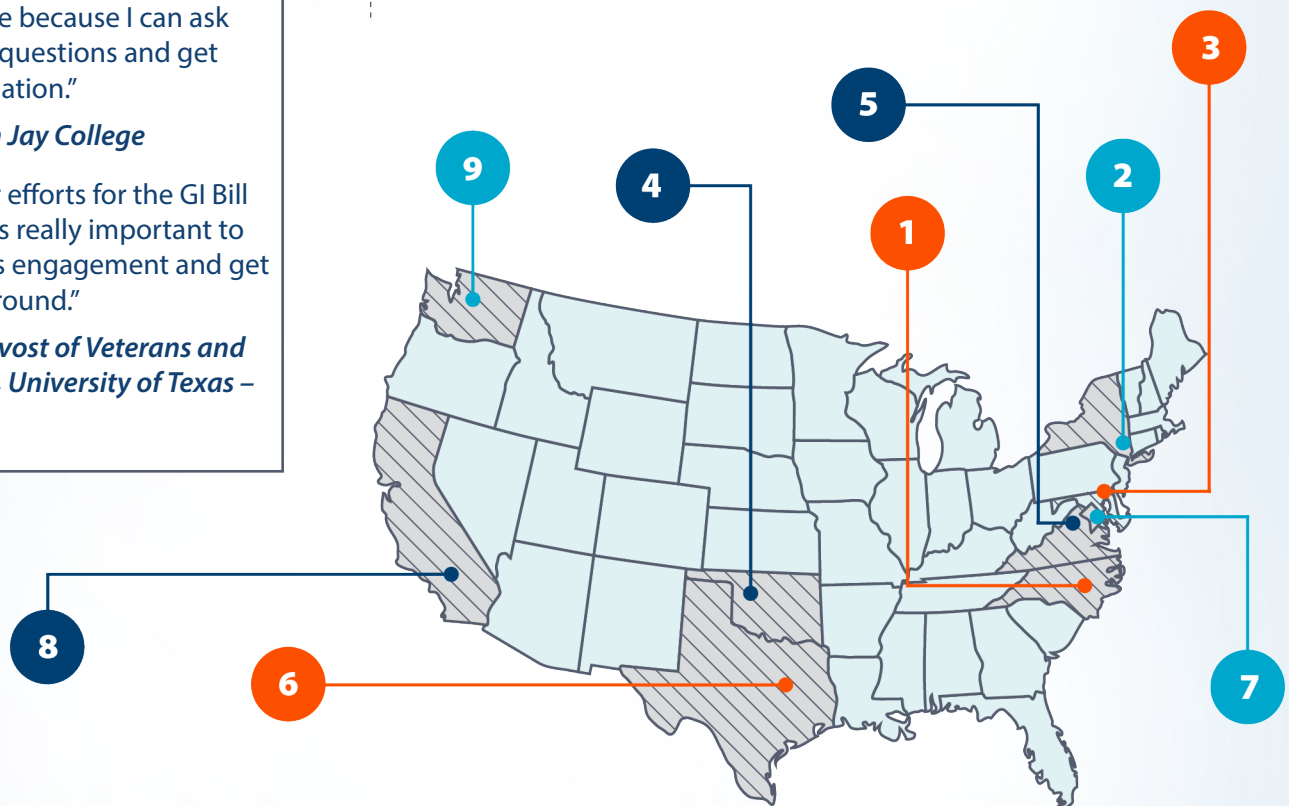 e because I can ask
questions and get
ation.”
Jay College
efforts for the GI Bill
s really important to
s engagement and get
round.”
vost of Veterans and
University of Texas –
3
5
9
4
2
1
8
6
7